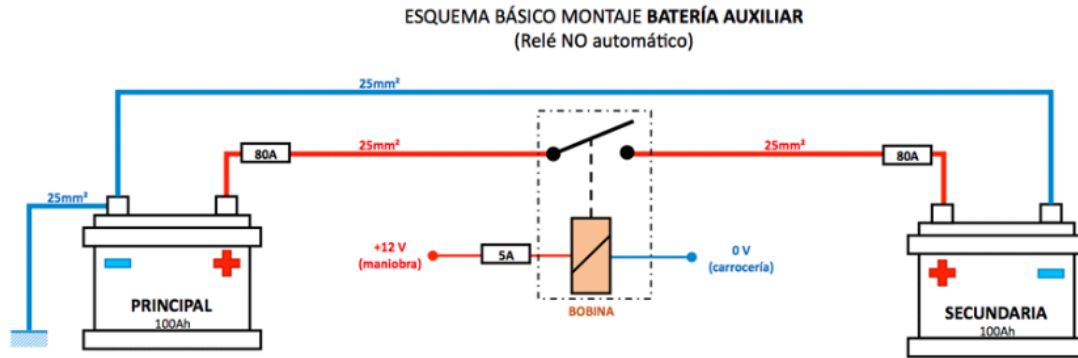 ESQUEMA BÁSICO MONTAJE BATERÍA AUXILIAR
(Relé NO automático)
25mm²
80A
25mm²
25mm²
80A
25mm²
+12 V
(maniobra)
5A
0 V
(carrocería)
BOBINA
PRINCIPAL
100Ah
SECUNDARIA
100Ah